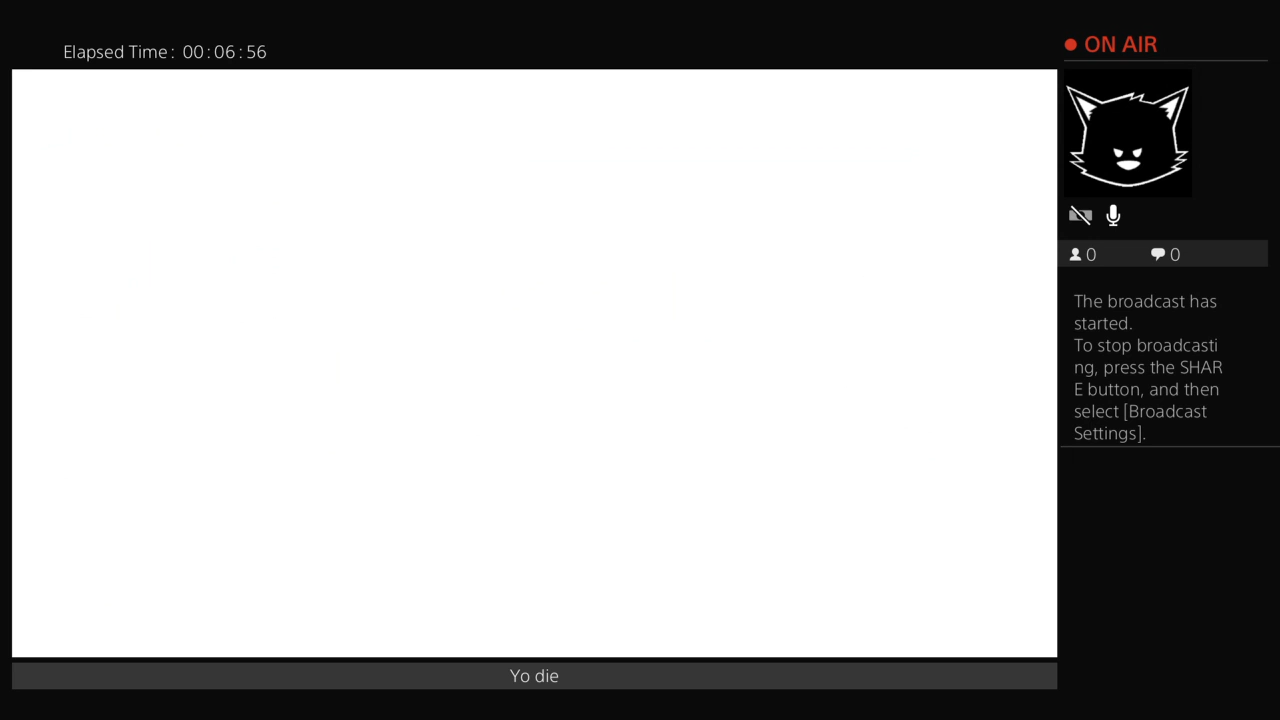 Elapsed Time: 00:06:56
ON AIR
0 0
The broadcast has
started.
To stop broadcasti
ng, press the SHAR
E button, and then
select [Broadcast
Settings].
Yo die